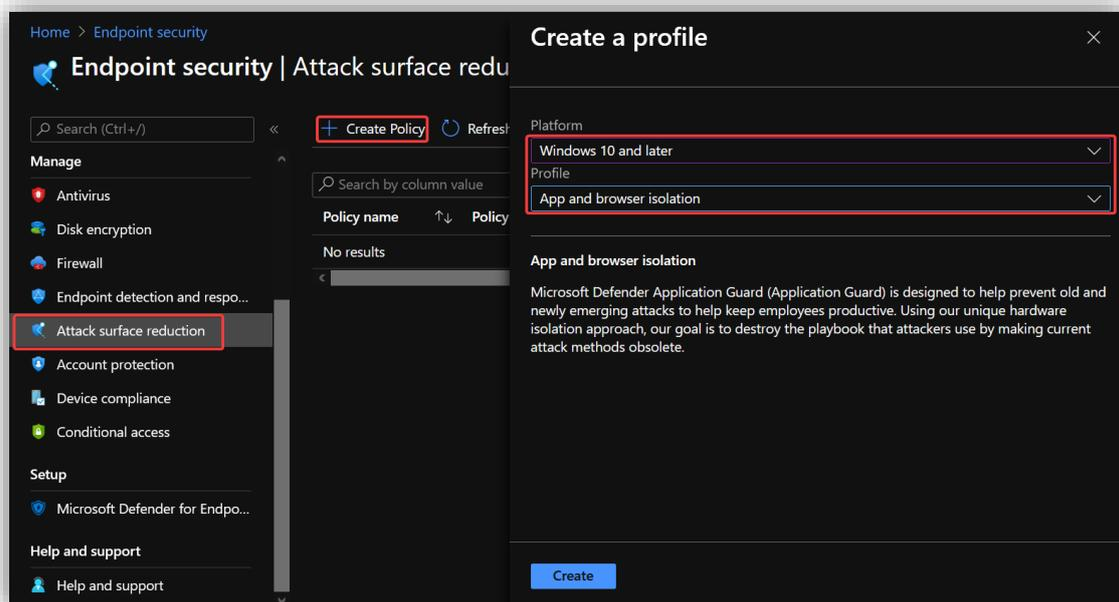 Home > Endpoint security
Endpoint security | Attack surface redu
Search (Ctrl+/)
«
Manage
Antivirus
Disk encryption
Firewall
Endpoint detection and respo...
Attack surface reduction
Account protection
Device compliance
Conditional access
Setup
Microsoft Defender for Endpo...
Help and support
Help and support
+ Create Policy Refresh
Search by column value
Policy name ↑↓ Policy
No results
Create a profile
Platform
Windows 10 and later
Profile
App and browser isolation
App and browser isolation
Microsoft Defender Application Guard (Application Guard) is designed to help prevent old and
newly emerging attacks to help keep employees productive. Using our unique hardware
isolation approach, our goal is to destroy the playbook that attackers use by making current
attack methods obsolete.
Create